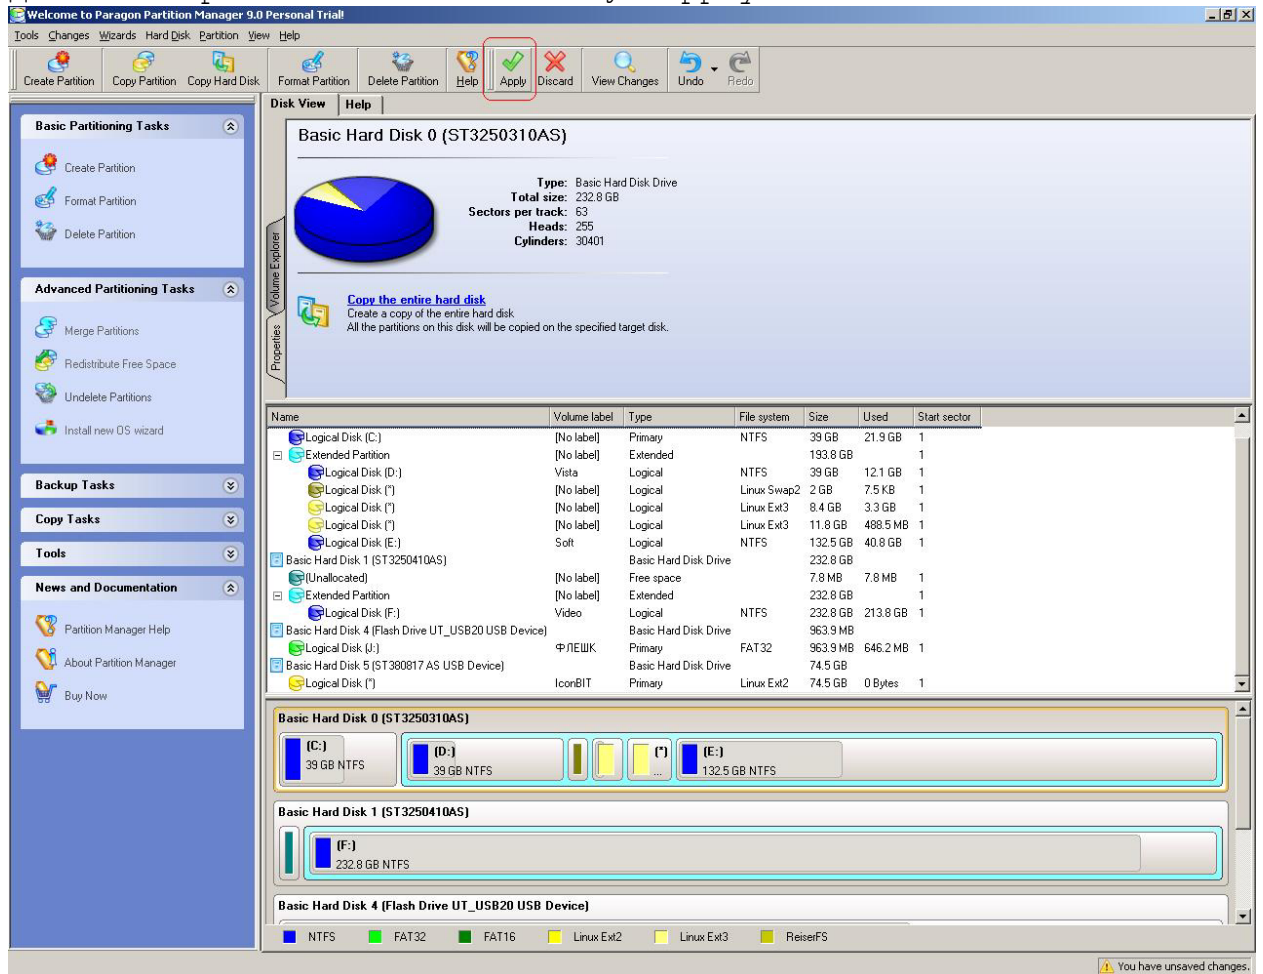 Welcome to Paragon Partition Manager 9.0 Personal Trial!
Tools Changes Wizards Hard Disk Partition View Help
Create Partition Copy Partition Copy Hard Disk Format Partition Delete Partition Help Apply Discard View Changes Undo Redo
Disk View Help
Basic Partitioning Tasks
Create Partition
Format Partition
Delete Partition
Advanced Partitioning Tasks
Merge Partitions
Redistribute Free Space
Undelete Partitions
Install new OS wizard
Backup Tasks
Copy Tasks
Tools
News and Documentation
Partition Manager Help
About Partition Manager
Buy Now
Volume Explorer
Properties
Basic Hard Disk 0 (ST3250310AS)
Type: Basic Hard Disk Drive
Total size: 232.8 GB
Sectors per track: 63
Heads: 255
Cylinders: 30401
Copy the entire hard disk
Create a copy of the entire hard disk
All the partitions on this disk will be copied on the specified target disk.
Name Volume label Type File system Size Used Start sector
Logical Disk (C:) [No label] Primary NTFS 39 GB 21.9 GB 1
Extended Partition [No label] Extended 193.8 GB 1
Logical Disk (D:) Vista Logical NTFS 39 GB 12.1 GB 1
Logical Disk (*) [No label] Logical Linux Swap2 2 GB 7.5 KB 1
Logical Disk (*) [No label] Logical Linux Ext3 8.4 GB 3.3 GB 1
Logical Disk (*) [No label] Logical Linux Ext3 11.8 GB 488.5 MB 1
Logical Disk (E:) Soft Logical NTFS 132.5 GB 40.8 GB 1
Basic Hard Disk 1 (ST3250410AS) Basic Hard Disk Drive 232.8 GB
(Unallocated) [No label] Free space 7.8 MB 7.8 MB 1
Extended Partition [No label] Extended 232.8 GB 1
Logical Disk (F:) Video Logical NTFS 232.8 GB 213.8 GB 1
Basic Hard Disk 4 (Flash Drive UT_USB20 USB Device) Basic Hard Disk Drive 963.9 MB
Logical Disk (J:) ФЛЕШК Primary FAT32 963.9 MB 646.2 MB 1
Basic Hard Disk 5 (ST380817 AS USB Device) Basic Hard Disk Drive 74.5 GB
Logical Disk (*) IconBIT Primary Linux Ext2 74.5 GB 0 Bytes 1
Basic Hard Disk 0 (ST3250310AS)
(C:)
39 GB NTFS
(D:)
39 GB NTFS
(*)
...
(E:)
132.5 GB NTFS
Basic Hard Disk 1 (ST3250410AS)
(F:)
232.8 GB NTFS
Basic Hard Disk 4 (Flash Drive UT_USB20 USB Device)
NTFS FAT32 FAT16 Linux Ext2 Linux Ext3 ReiserFS
You have unsaved changes.